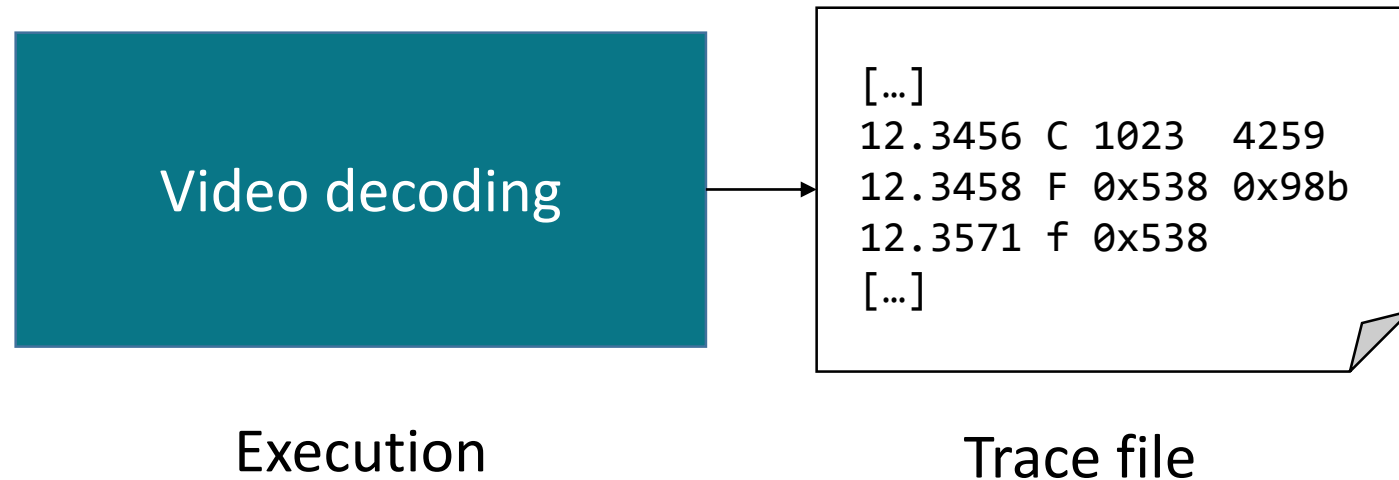 Video decoding
[…]
12.3456 C 1023  4259
12.3458 F 0x538 0x98b
12.3571 f 0x538
[…]
Execution
Trace file